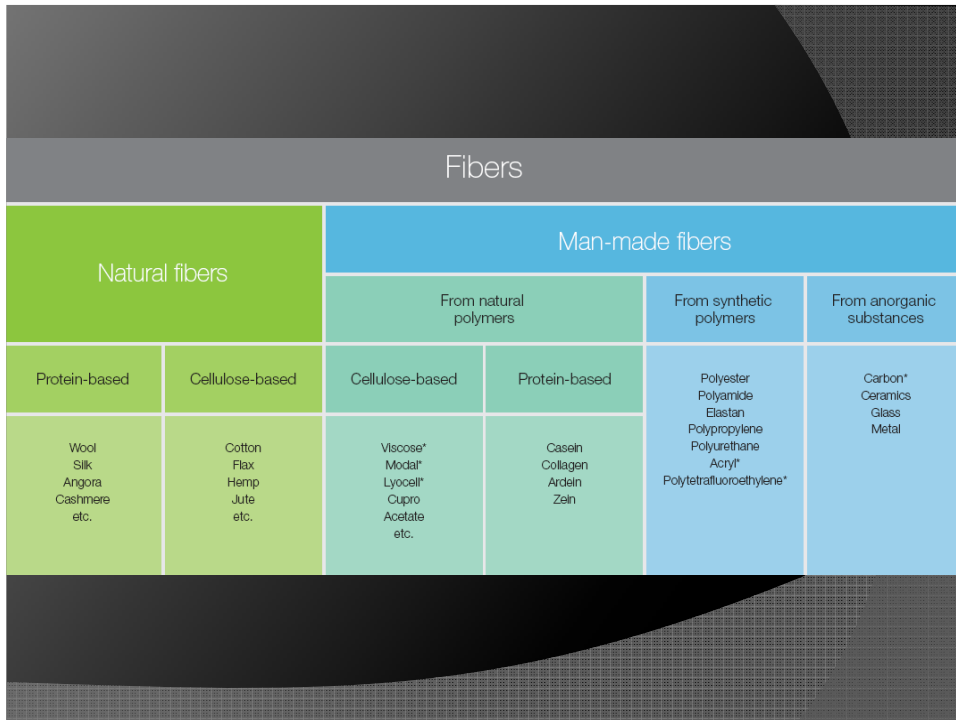 Fibers
Natural fibers
Man-made fibers
From natural
polymers
From synthetic
polymers
From anorganic
substances
Protein-based
Cellulose-based
Cellulose-based
Protein-based
Wool
Silk
Angora
Cashmere
etc.
Cotton
Flax
Hemp
Jute
etc.
Viscose*
Modal*
Lyocell*
Cupro
Acetate
etc.
Casein
Collagen
Ardein
Zein
Polyester
Polyamide
Elastan
Polypropylene
Polyurethane
Acryl*
Polytetrafluoroethylene*
Carbon*
Ceramics
Glass
Metal